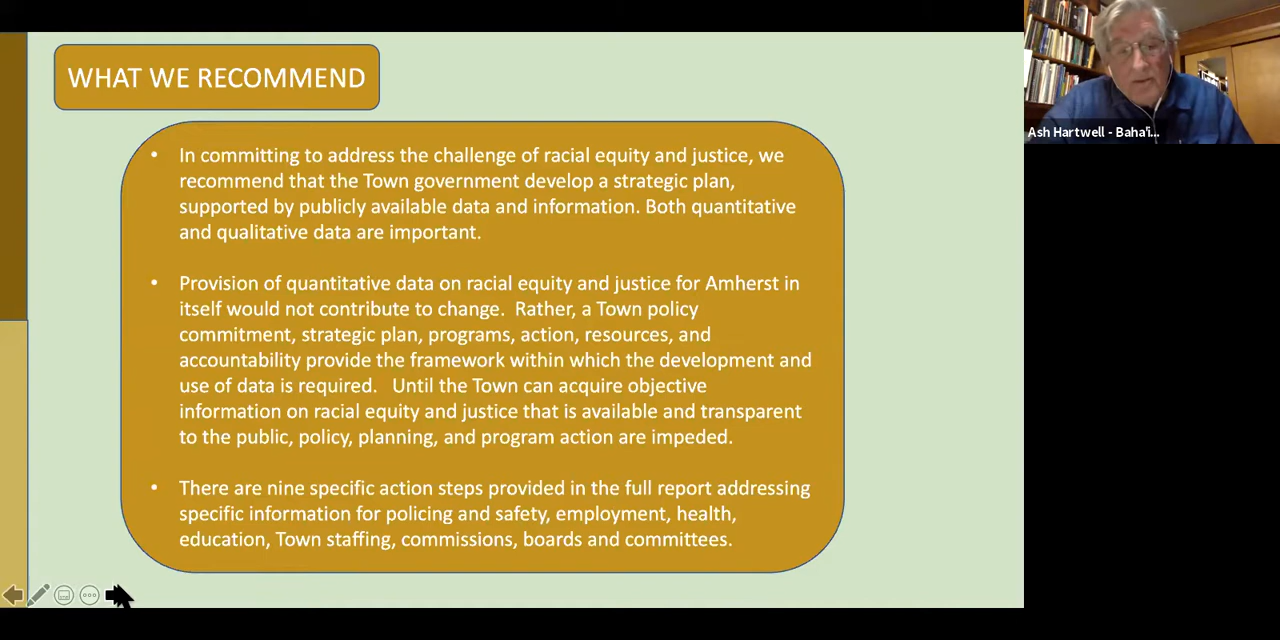 WHAT WE RECOMMEND
• In committing to address the challenge of racial equity and justice, we
recommend that the Town government develop a strategic plan,
supported by publicly available data and information. Both quantitative
and qualitative data are important.
• Provision of quantitative data on racial equity and justice for Amherst in
itself would not contribute to change. Rather, a Town policy
commitment, strategic plan, programs, action, resources, and
accountability provide the framework within which the development and
use of data is required. Until the Town can acquire objective
information on racial equity and justice that is available and transparent
to the public, policy, planning, and program action are impeded.
• There are nine specific action steps provided in the full report addressing
specific information for policing and safety, employment, health,
education, Town staffing, commissions, boards and committees.
Ash Hartwell - Baha'i...